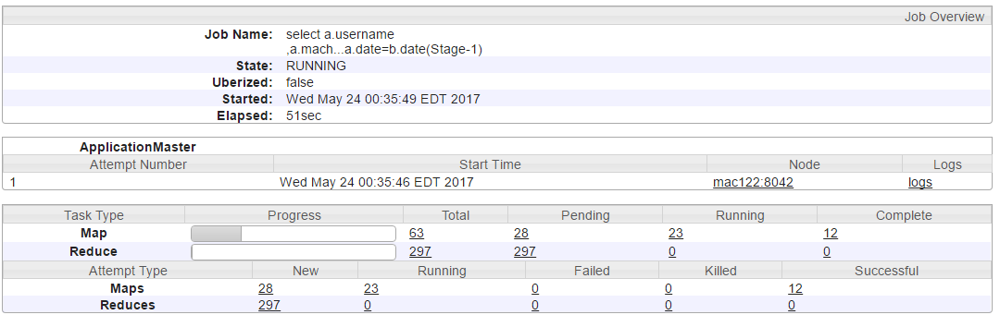 Job Overview
Job Name: select a.username
,a.mach...a.date=b.date(Stage-1)
State: RUNNING
Uberized: false
Started: Wed May 24 00:35:49 EDT 2017
Elapsed: 51sec
ApplicationMaster
Attempt Number Start Time Node Logs
1 Wed May 24 00:35:46 EDT 2017 mac122:8042 logs
Task Type Progress Total Pending Running Complete
Map 63 28 23 12
Reduce 297 297 0 0
Attempt Type New Running Failed Killed Successful
Maps 28 23 0 0 12
Reduces 297 0 0 0 0